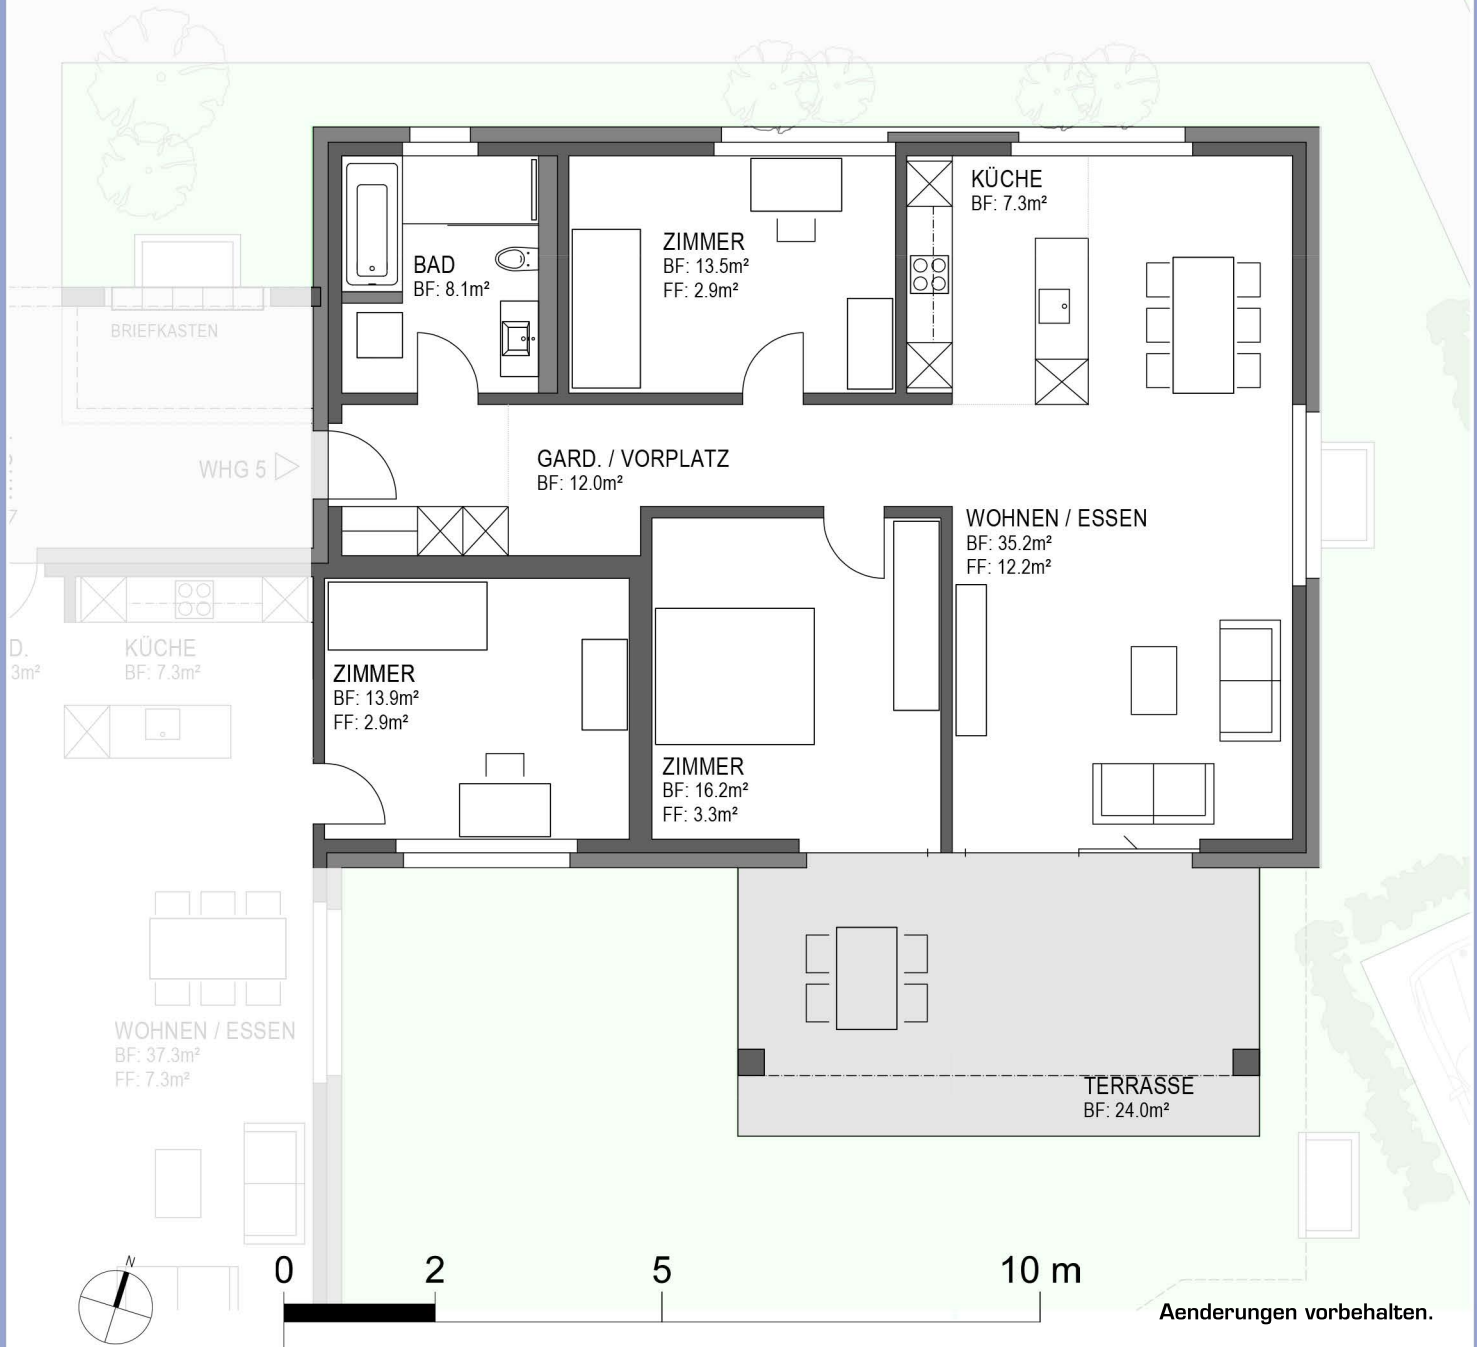 KÜCHE
BF: 7.3m²
ZIMMER
BF: 13.5m²
FF: 2.9m²
BAD
BF: 8.1m²
BRIEFKASTEN
WHG 5
GARD. / VORPLATZ
BF: 12.0m²
WOHNEN / ESSEN
BF: 35.2m²
FF: 12.2m²
D.
3m²
KÜCHE
BF: 7.3m²
ZIMMER
BF: 13.9m²
FF: 2.9m²
ZIMMER
BF: 16.2m²
FF: 3.3m²
WOHNEN / ESSEN
BF: 37.3m²
FF: 7.3m²
TERRASSE
BF: 24.0m²
N
0 2 5 10 m
Aenderungen vorbehalten.